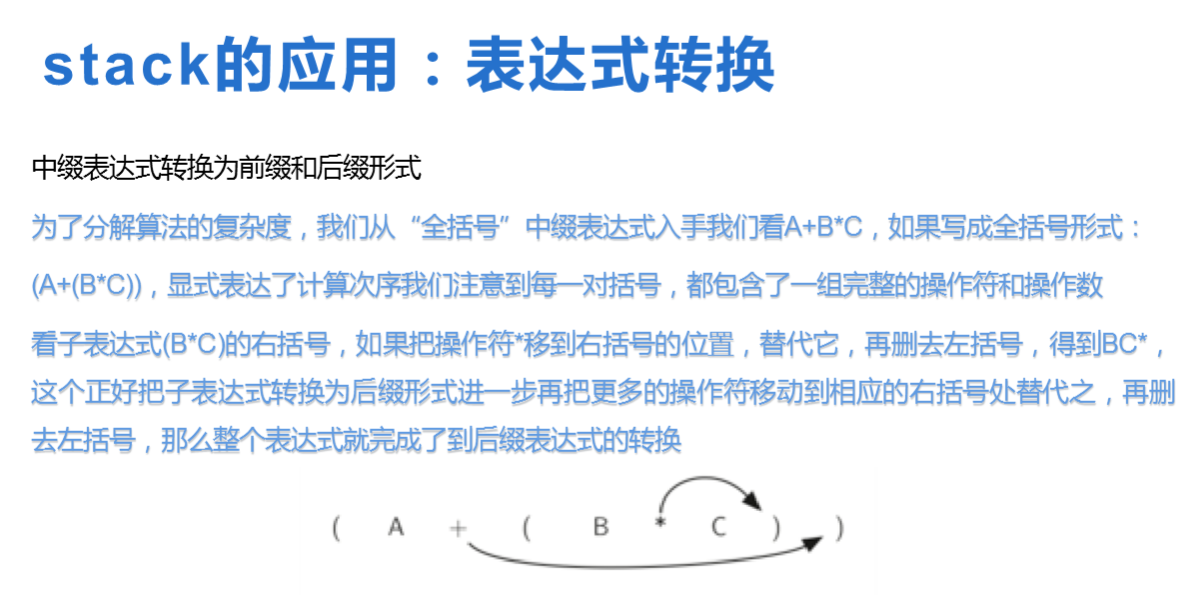 stack的应用：表达式转换
中缀表达式转换为前缀和后缀形式
为了分解算法的复杂度，我们从“全括号”中缀表达式入手我们看A+B*C，如果写成全括号形式：
(A+(B*C))，显式表达了计算次序我们注意到每一对括号，都包含了一组完整的操作符和操作数
看子表达式(B*C)的右括号，如果把操作符*移到右括号的位置，替代它，再删去左括号，得到BC*，
这个正好把子表达式转换为后缀形式进一步再把更多的操作符移动到相应的右括号处替代之，再删
去左括号，那么整个表达式就完成了到后缀表达式的转换
( A + ( B * C ) )